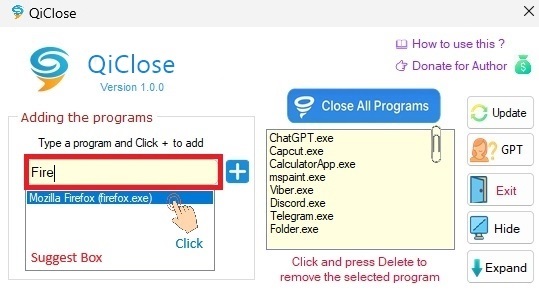 QiClose
How to use this ?
Donate for Author
QiClose
Version 1.0.0
Adding the programs
Type a program and Click + to add
Fire
Mozilla Firefox (firefox.exe)
Click
Suggest Box
Close All Programs
ChatGPT.exe
Capcut.exe
CalculatorApp.exe
mspaint.exe
Viber.exe
Discord.exe
Telegram.exe
Folder.exe
Click and press Delete to
remove the selected program
Update
GPT
Exit
Hide
Expand